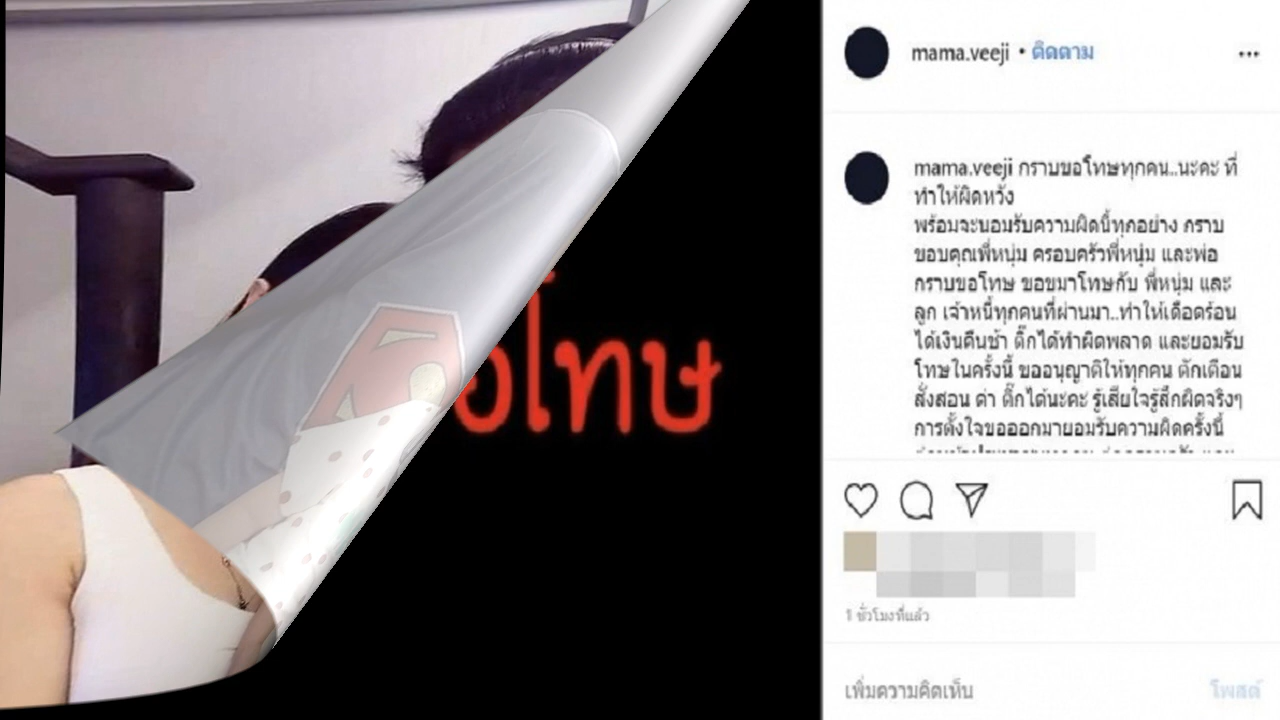 อโทษ
mama.veeji • ติดตาม
mama.veeji กราบขอโทษทุกคน..นะคะ ที่
ทำให้ผิดหวัง
พร้อมจะนอมรับความผิดนี้ทุกอย่าง กราบ
ขอบคุณพี่หนุ่ม ครอบครัวพี่หนุ่ม และพ่อ
กราบขอโทษ ขอขมาโทษกับ พี่หนุ่ม และ
ลูก เจ้าหนี้ทุกคนที่ผ่านมา..ทำให้เดือดร้อน
ได้เงินคืนช้า ติ๊กได้ทำผิดพลาด และยอมรับ
โทษในครั้งนี้ ขออนุญาติให้ทุกคน ตักเตือน
สั่งสอน ด่า ติ๊กได้นะคะ รู้เสียใจรู้สึกผิดจริงๆ
การตั้งใจขอออกมายอมรับความผิดครั้งนี้
1 ชั่วโมงที่แล้ว
เพิ่มความคิดเห็น
โพสต์